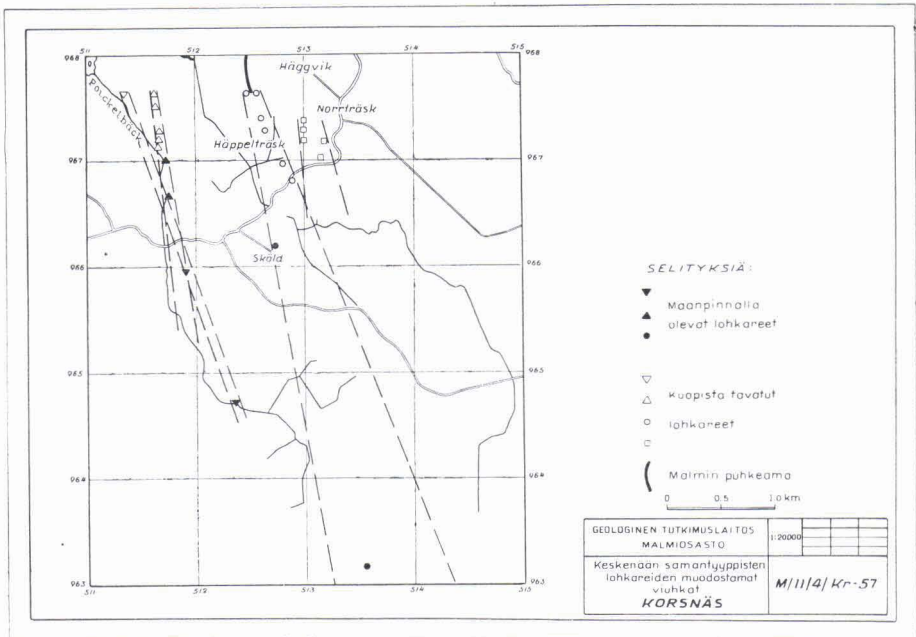 511 512 513 514 515
968 968
Häggvik
Norrträsk
Polckelbäck
Häppelträsk
967 967
Sköld
966 966
965 965
964 964
963 963
511 512 513 514 515
SELITYKSIÄ:
Maanpinnalla
olevat lohkareet
Kuopista tavatut
lohkareet
Malmin puhkeama
0 0.5 1.0 km
GEOLOGINEN TUTKIMUSLAITOS
MALMIOSASTO
1:20000
Keskenään samantyyppisten
lohkareiden muodostamat
viuhkat
KORSNÄS
M/11/4/Kr-57